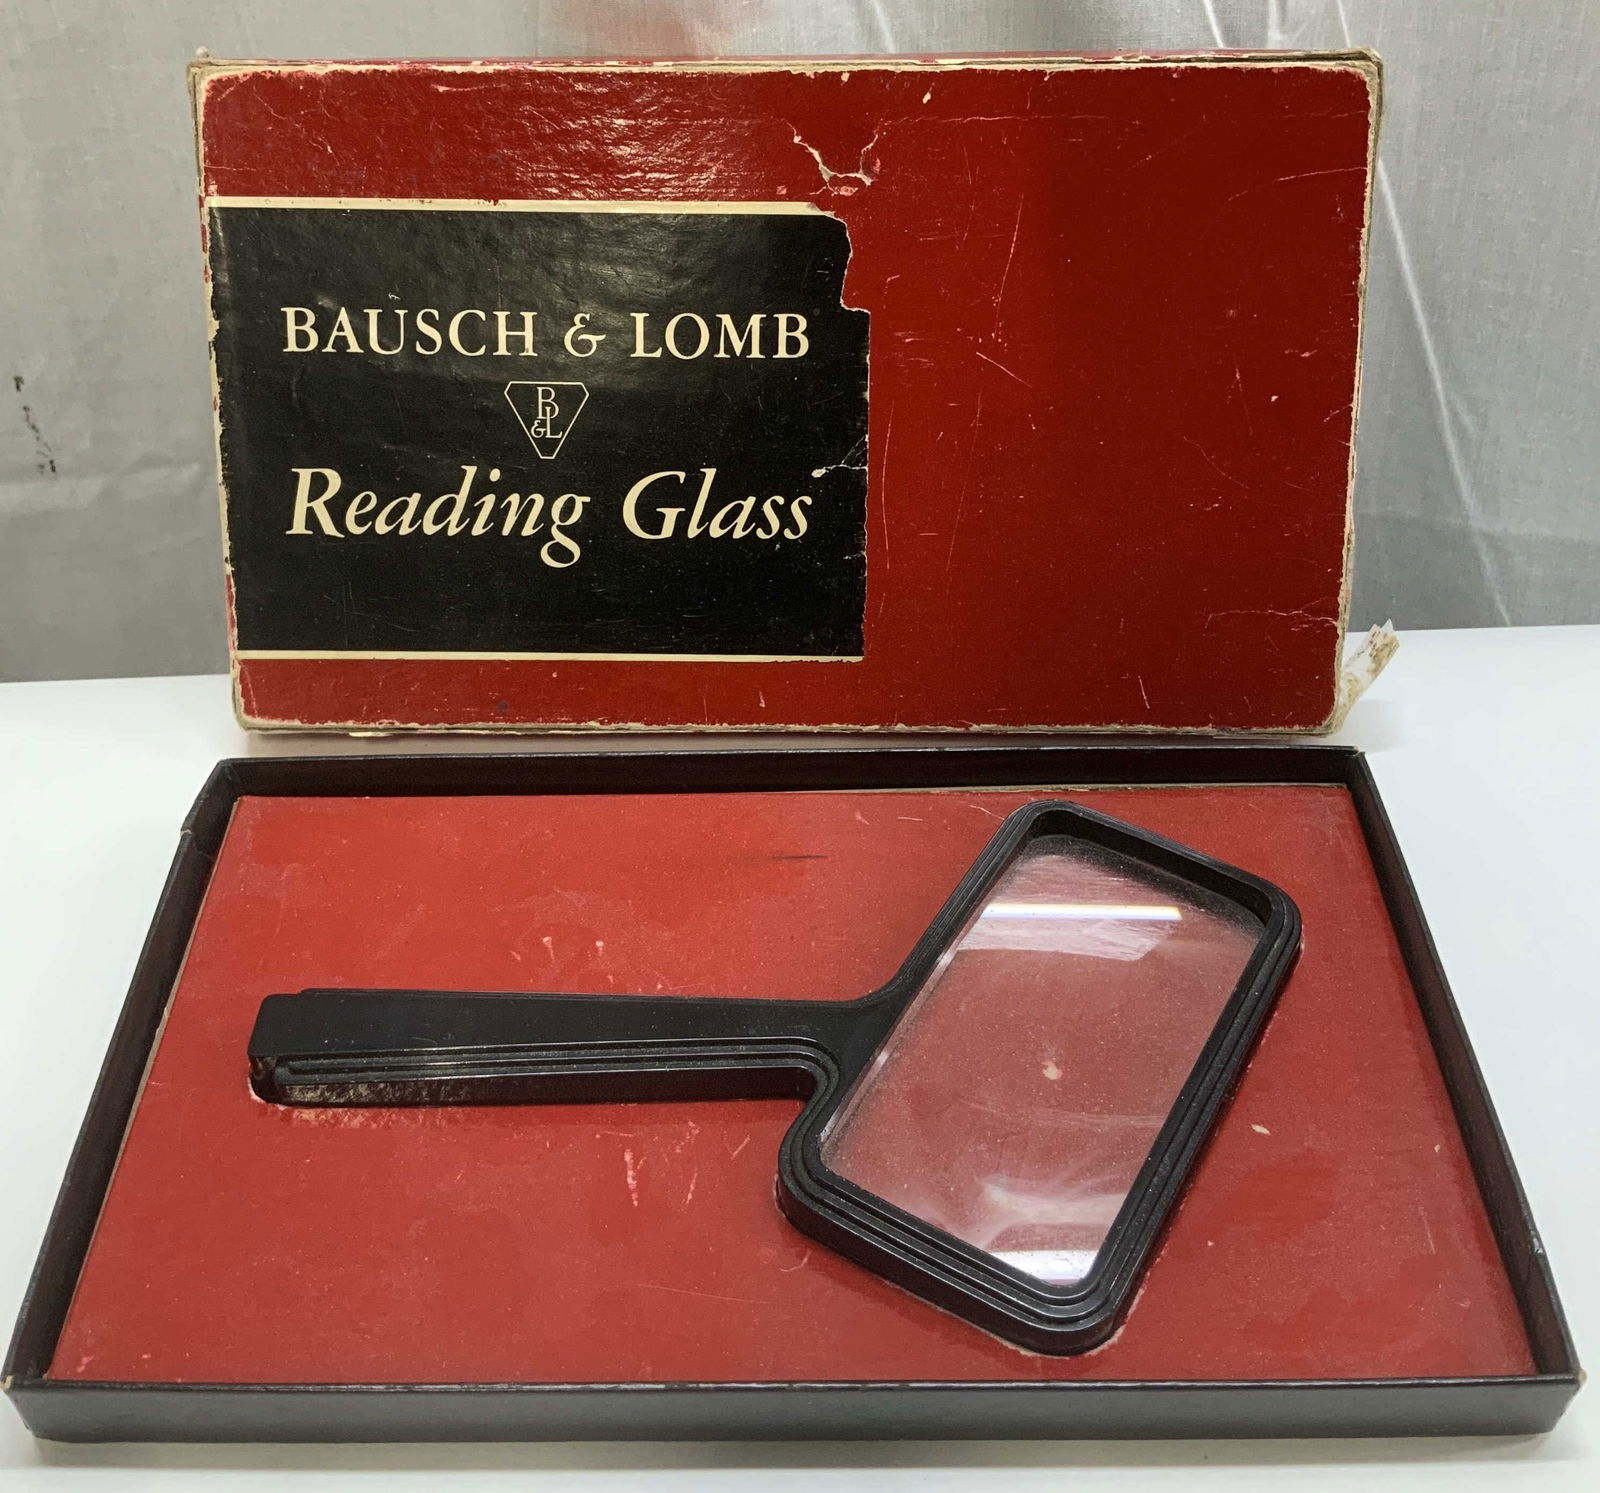 BAUSCH & LOMB
B
&L
Reading Glass